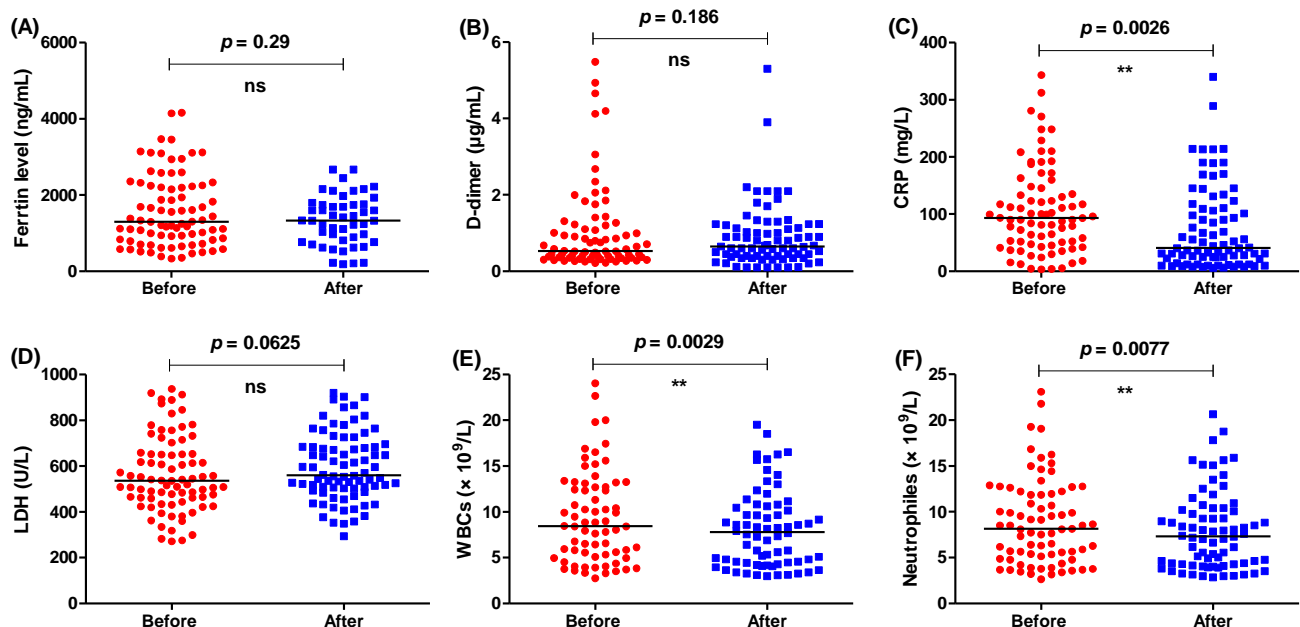 (A)
p = 0.29
ns
Ferrtin level (ng/mL)
6000
4000
2000
0
Before
After
(B)
p = 0.186
ns
D-dimer (µg/mL)
6
4
2
0
Before
After
(C)
p = 0.0026
**
CRP (mg/L)
400
300
200
100
0
Before
After
(D)
p = 0.0625
ns
LDH (U/L)
1000
800
600
400
200
0
Before
After
(E)
p = 0.0029
**
WBCs (× 10⁹/L)
25
20
15
10
5
0
Before
After
(F)
p = 0.0077
**
Neutrophiles (× 10⁹/L)
25
20
15
10
5
0
Before
After